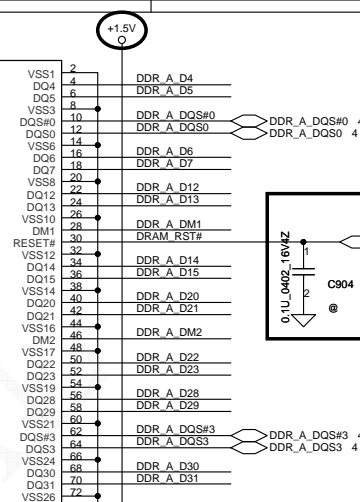 +1.5V
VSS1 2
DQ4 4 DDR_A_D4
DQ5 6 DDR_A_D5
VSS3 8
DQS#0 10 DDR_A_DQS#0 DDR_A_DQS#0 4
DQS0 12 DDR_A_DQS0 DDR_A_DQS0 4
VSS6 14
DQ6 16 DDR_A_D6
DQ7 18 DDR_A_D7
VSS8 20
DQ12 22 DDR_A_D12
DQ13 24 DDR_A_D13
VSS10 26
DM1 28 DDR_A_DM1
RESET# 30 DRAM_RST#
VSS12 32
DQ14 34 DDR_A_D14
DQ15 36 DDR_A_D15
VSS14 38
DQ20 40 DDR_A_D20
DQ21 42 DDR_A_D21
VSS16 44
DM2 46 DDR_A_DM2
VSS17 48
DQ22 50 DDR_A_D22
DQ23 52 DDR_A_D23
VSS19 54
DQ28 56 DDR_A_D28
DQ29 58 DDR_A_D29
VSS21 60
DQS#3 62 DDR_A_DQS#3 DDR_A_DQS#3 4
DQS3 64 DDR_A_DQS3 DDR_A_DQS3 4
VSS24 66
DQ30 68 DDR_A_D30
DQ31 70 DDR_A_D31
VSS26 72
0.1U_0402_16V4Z
1
2
C904
@